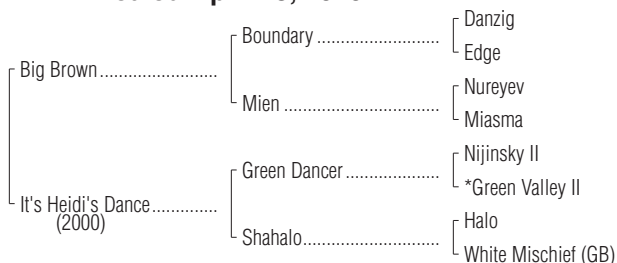 Danzig
Boundary ................................
Edge
Big Brown ...............................
Nureyev
Mien ........................................
Miasma
Nijinsky II
Green Dancer ........................
*Green Valley II
It's Heidi's Dance .................
(2000)
Halo
Shahalo ...................................
White Mischief (GB)